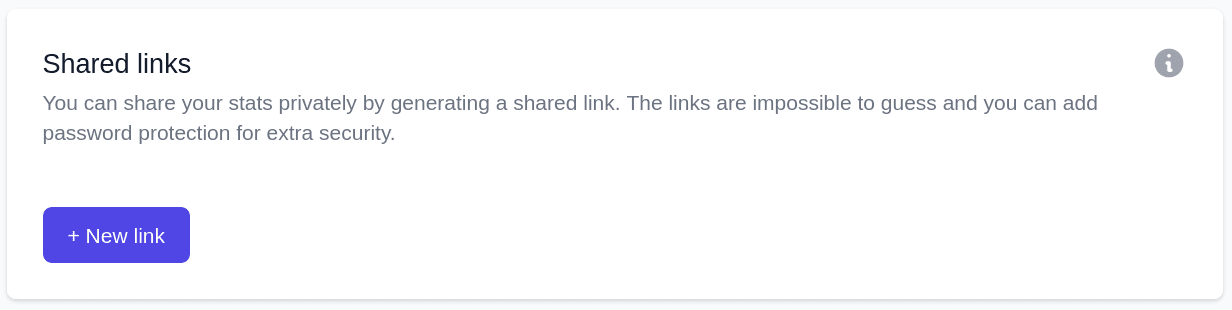 Shared links
You can share your stats privately by generating a shared link. The links are impossible to guess and you can add
password protection for extra security.
+ New link